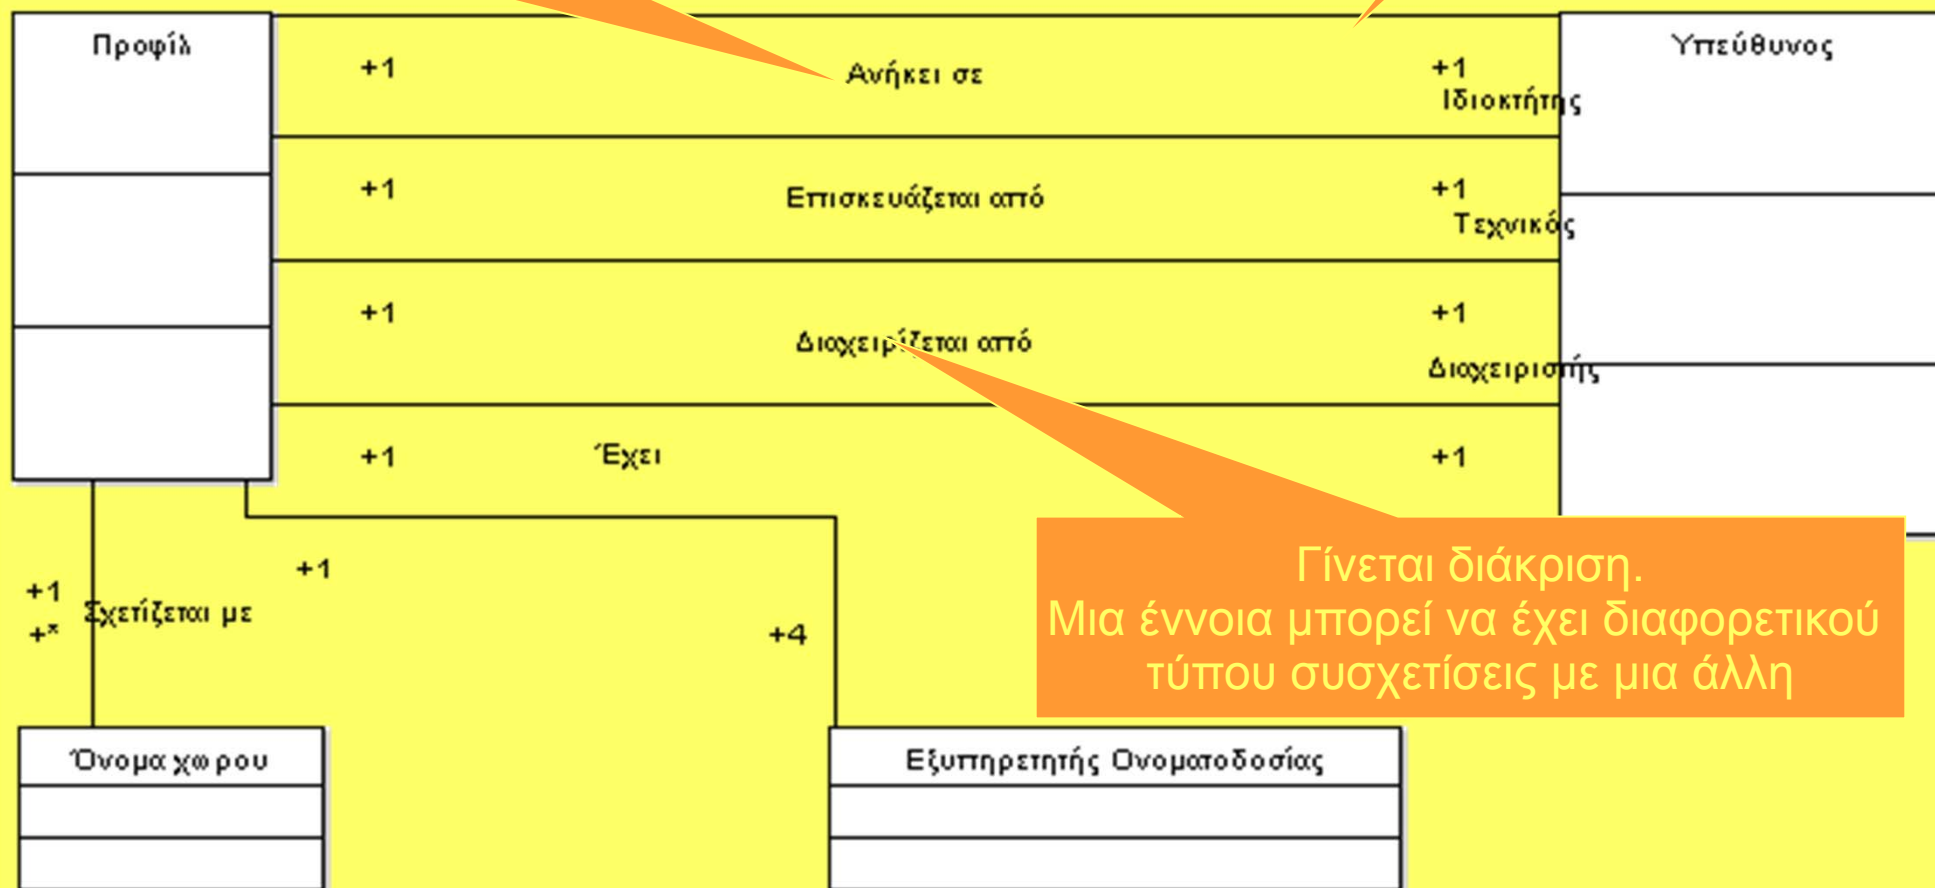 Προφίλ
Υπεύθυνος
+1
Ανήκει σε
+1
Ιδιοκτήτης
+1
Επισκευάζεται από
+1
Τεχνικός
+1
Διαχειρίζεται από
+1
Διαχειριστής
+1
Έχει
+1
+1
+1
Σχετίζεται με
+*
+4
Γίνεται διάκριση.
Μια έννοια μπορεί να έχει διαφορετικού
τύπου συσχετίσεις με μια άλλη
Όνομα χωρου
Εξυπηρετητής Ονοματοδοσίας